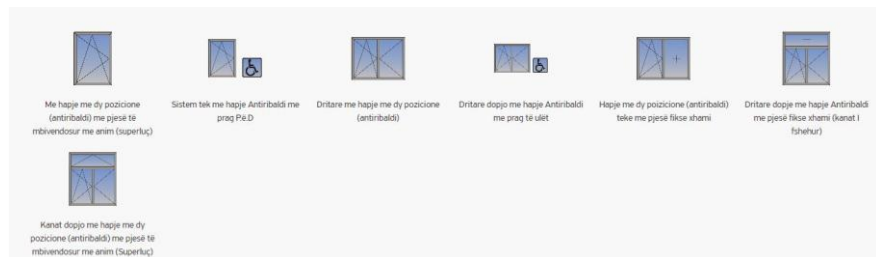 Me hapje me dy pozicione
(antiribaldi) me pjesë të
mbivendosur me anim (superluç)
Sistem tek me hapje Antiribaldi me
prag P.ë.D
Dritare me hapje me dy pozicione
(antiribaldi)
Dritare dopjo me hapje Antiribaldi
me prag të ulët
Hapje me dy poizicione (antiribaldi)
teke me pjesë fikse xhami
Dritare dopje me hapje Antiribaldi
me pjesë fikse xhami (kanat I
fshehur)
Kanat dopjo me hapje me dy
pozicione (antiribaldi) me pjesë të
mbivendosur me anim (Superluç)